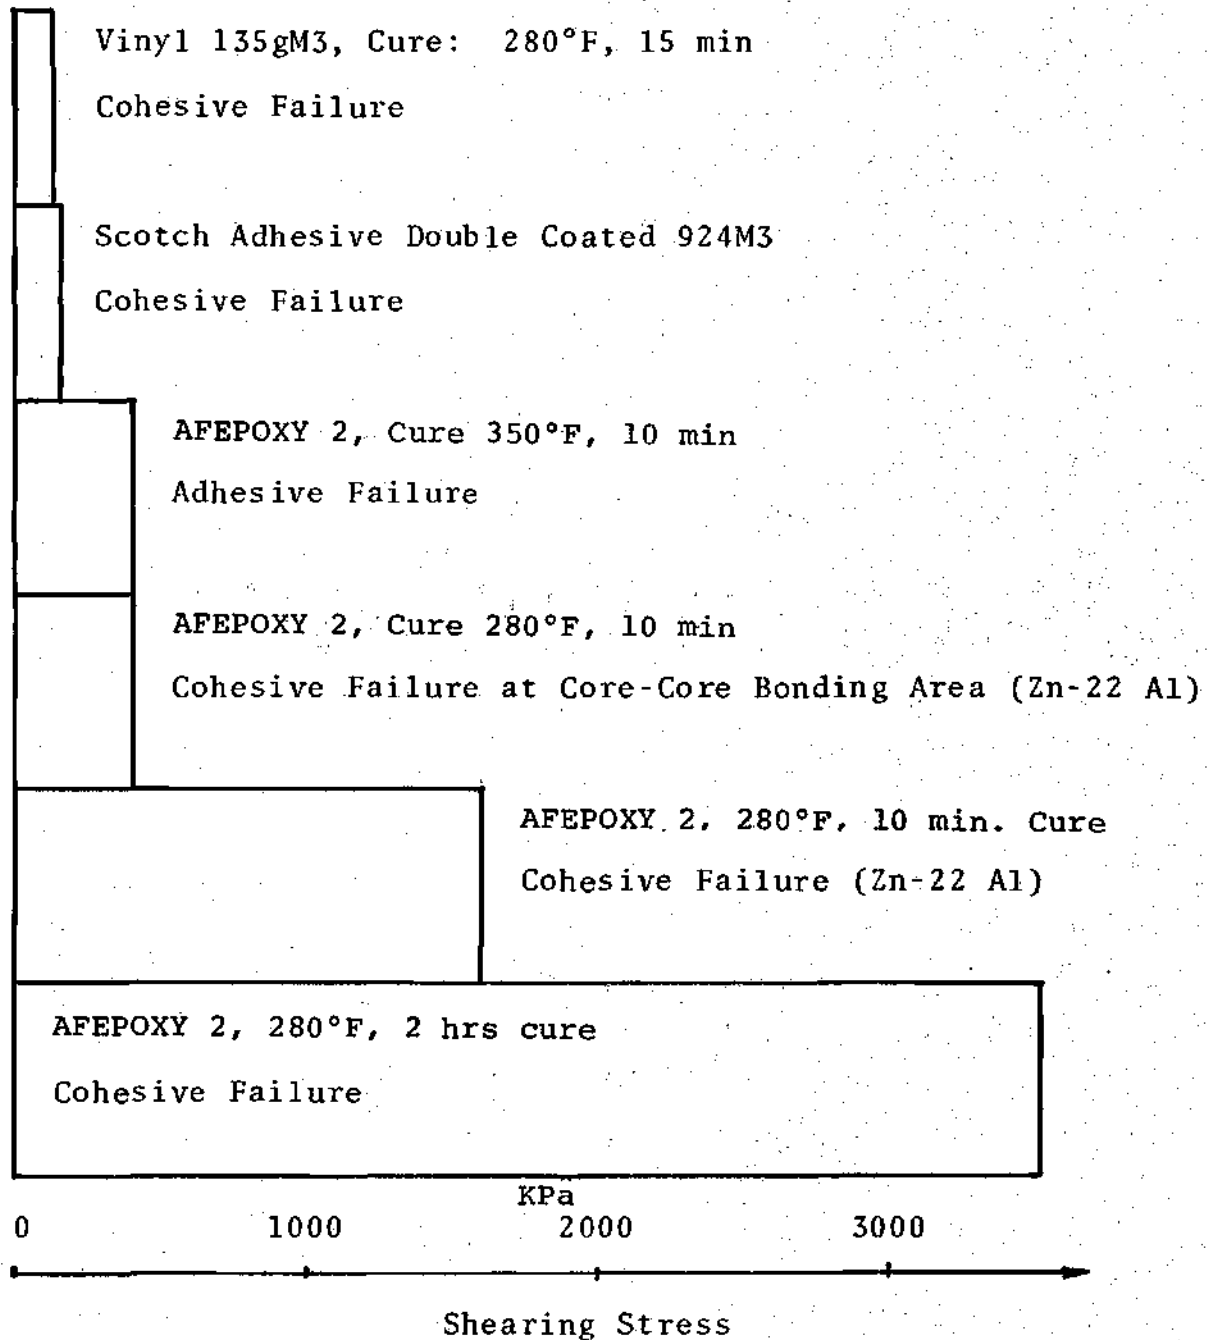 Vinyl 135gM3, Cure: 280°F, 15 min
Cohesive Failure
Scotch Adhesive Double Coated 924M3
Cohesive Failure
AFEPOXY 2, Cure 350°F, 10 min
Adhesive Failure
AFEPOXY 2, Cure 280°F, 10 min
Cohesive Failure at Core-Core Bonding Area (Zn-22 Al)
AFEPOXY 2, 280°F, 10 min. Cure
Cohesive Failure (Zn-22 Al)
AFEPOXY 2, 280°F, 2 hrs cure
Cohesive Failure
KPa
0 1000 2000 3000
Shearing Stress